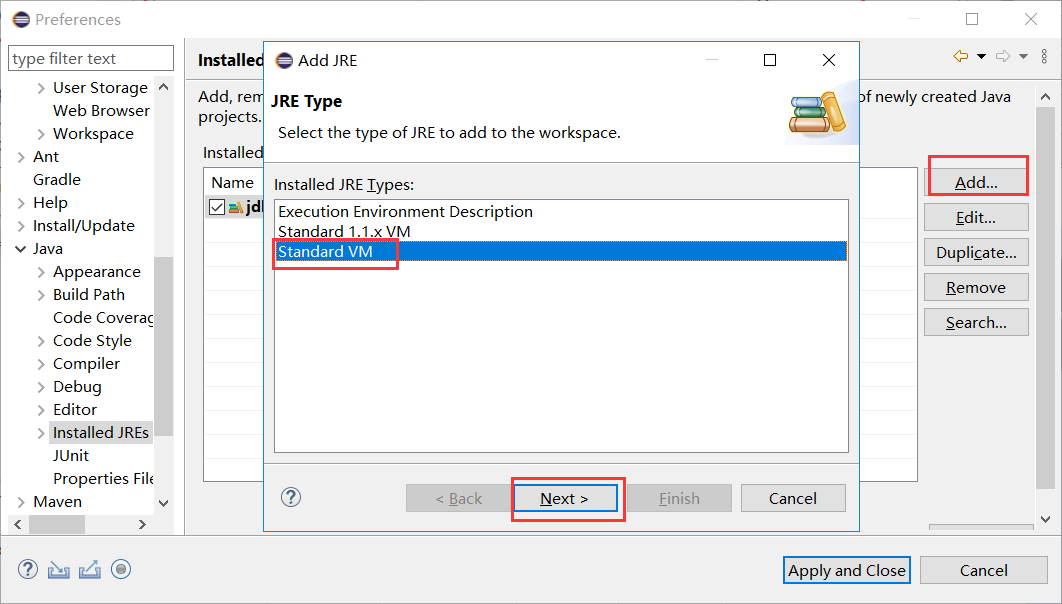 Preferences
type filter text
User Storage
Web Browser
Workspace
Ant
Gradle
Help
Install/Update
Java
Appearance
Build Path
Code Coverag
Code Style
Compiler
Debug
Editor
Installed JREs
JUnit
Properties File
Maven
Installed
Add, rem
of newly created Java
projects.
Installed
Name
jdk
Add...
Edit...
Duplicate...
Remove
Search...
Add JRE
JRE Type
Select the type of JRE to add to the workspace.
Installed JRE Types:
Execution Environment Description
Standard 1.1.x VM
Standard VM
< Back
Next >
Finish
Cancel
Apply and Close
Cancel